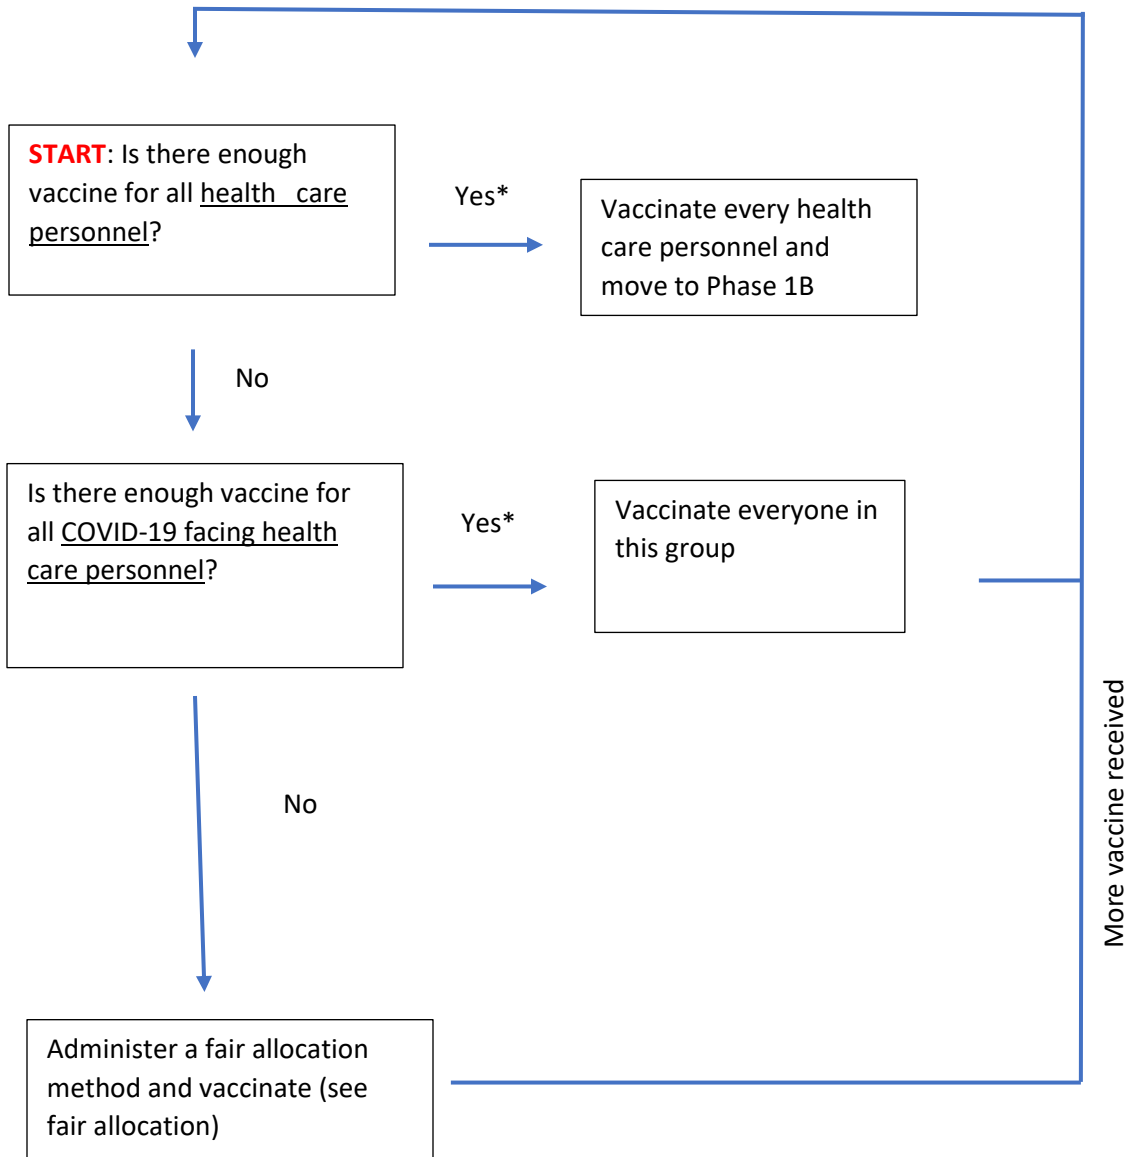 START: Is there enough
vaccine for all health care
personnel?
Yes*
Vaccinate every health
care personnel and
move to Phase 1B
No
Is there enough vaccine for
all COVID-19 facing health
care personnel?
Yes*
Vaccinate everyone in
this group
More vaccine received
No
Administer a fair allocation
method and vaccinate (see
fair allocation)